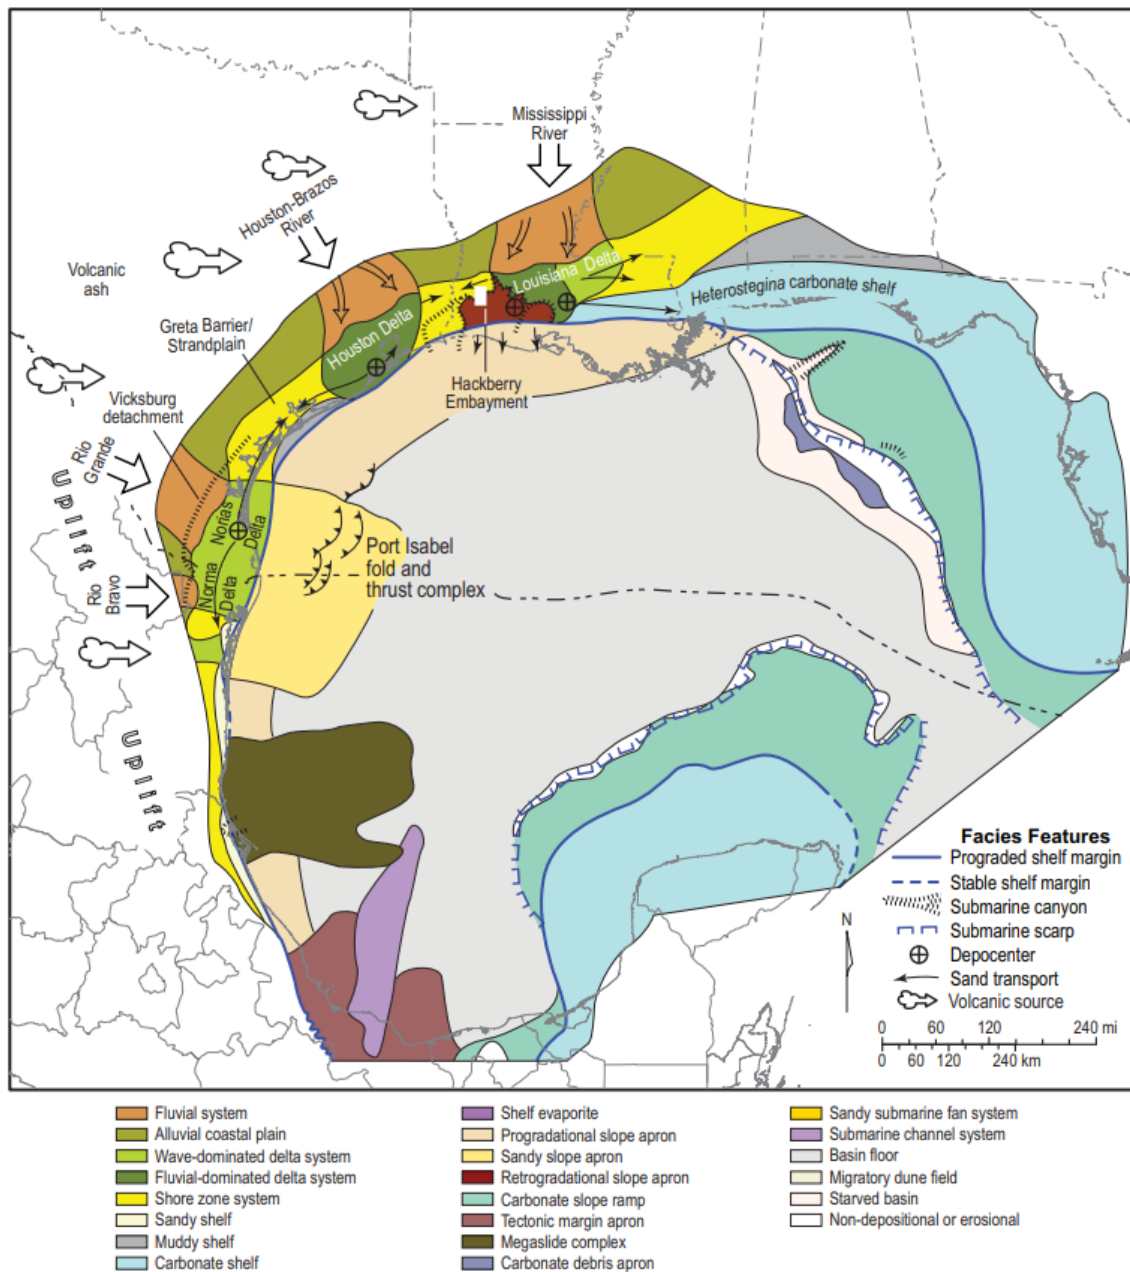 Mississippi
River
Houston-Brazos
River
Volcanic
ash
Greta Barrier/
Strandplain
Vicksburg
detachment
Rio
Grande
Uplift
Rio
Bravo
Uplift
Louisiana Delta
Houston Delta
Heterostegina carbonate shelf
Hackberry
Embayment
Norias
Delta
Norma
Delta
Port Isabel
fold and
thrust complex
Facies Features
Prograded shelf margin
Stable shelf margin
Submarine canyon
Submarine scarp
Depocenter
Sand transport
Volcanic source
N
0 60 120 240 mi
0 60 120 240 km
Fluvial system
Alluvial coastal plain
Wave-dominated delta system
Fluvial-dominated delta system
Shore zone system
Sandy shelf
Muddy shelf
Carbonate shelf
Shelf evaporite
Progradational slope apron
Sandy slope apron
Retrogradational slope apron
Carbonate slope ramp
Tectonic margin apron
Megaslide complex
Carbonate debris apron
Sandy submarine fan system
Submarine channel system
Basin floor
Migratory dune field
Starved basin
Non-depositional or erosional